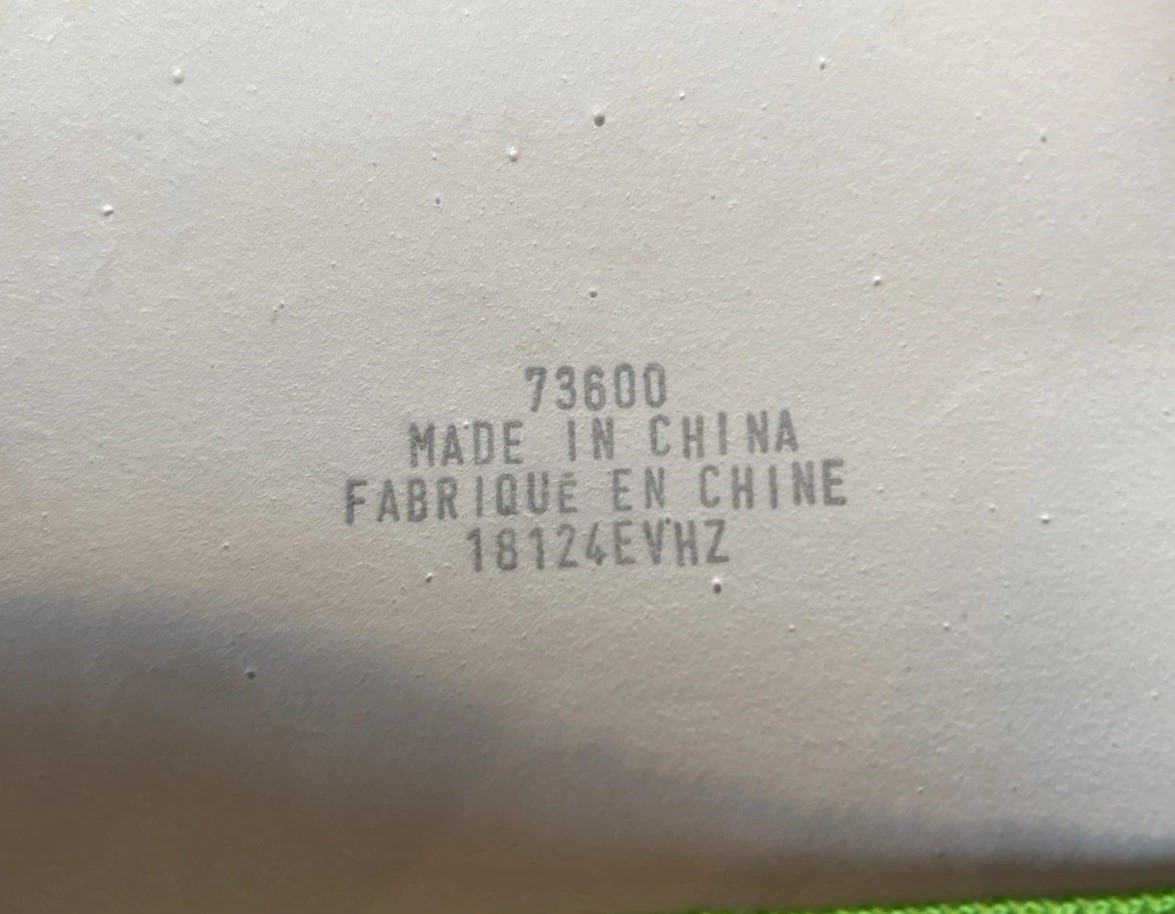 73600
MADE IN CHINA
FABRIQUÉ EN CHINE
18124EVHZ